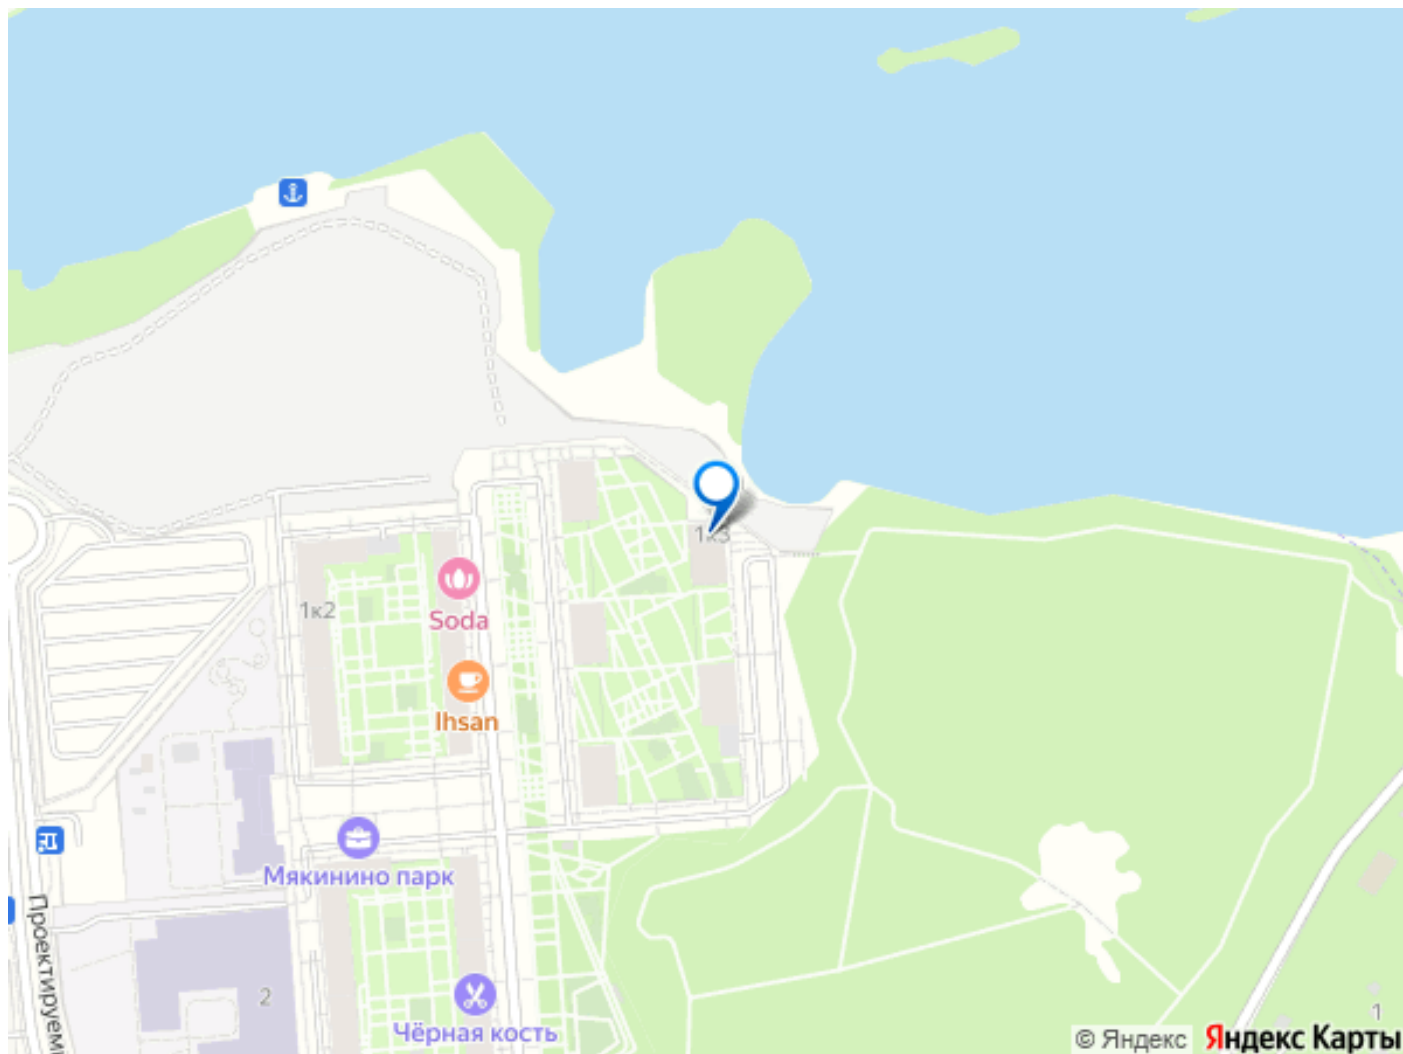 1к3
1к2
Soda
Ihsan
Мякинино парк
Проектируем
2
Чёрная кость
1
© Яндекс Яндекс Карты